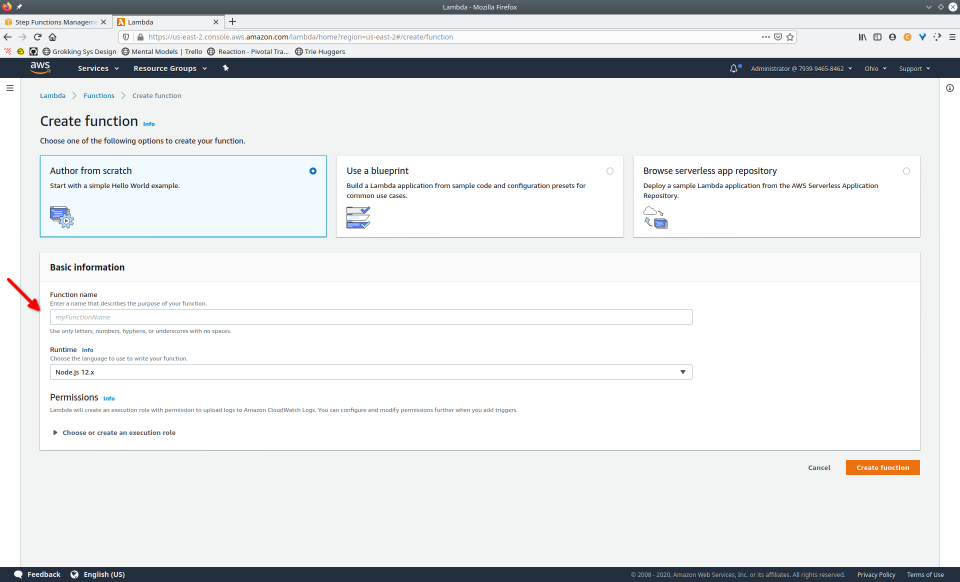 Lambda - Mozilla Firefox
Step Functions Managem
Lambda
https://us-east-2.console.aws.amazon.com/lambda/home?region=us-east-2#/create/function
Grokking Sys Design
Mental Models | Trello
Reaction - Pivotal Tra...
Trie Huggers
aws
Services
Resource Groups
Administrator @ 7939-9465-8462
Ohio
Support
Lambda > Functions > Create function
Create function Info
Choose one of the following options to create your function.
Author from scratch
Start with a simple Hello World example.
Use a blueprint
Build a Lambda application from sample code and configuration presets for
common use cases.
Browse serverless app repository
Deploy a sample Lambda application from the AWS Serverless Application
Repository.
Basic information
Function name
Enter a name that describes the purpose of your function.
myFunctionName
Use only letters, numbers, hyphens, or underscores with no spaces.
Runtime Info
Choose the language to use to write your function.
Node.js 12.x
Permissions Info
Lambda will create an execution role with permission to upload logs to Amazon CloudWatch Logs. You can configure and modify permissions further when you add triggers.
Choose or create an execution role
Cancel
Create function
Feedback
English (US)
© 2008 - 2020, Amazon Web Services, Inc. or its affiliates. All rights reserved.
Privacy Policy
Terms of Use